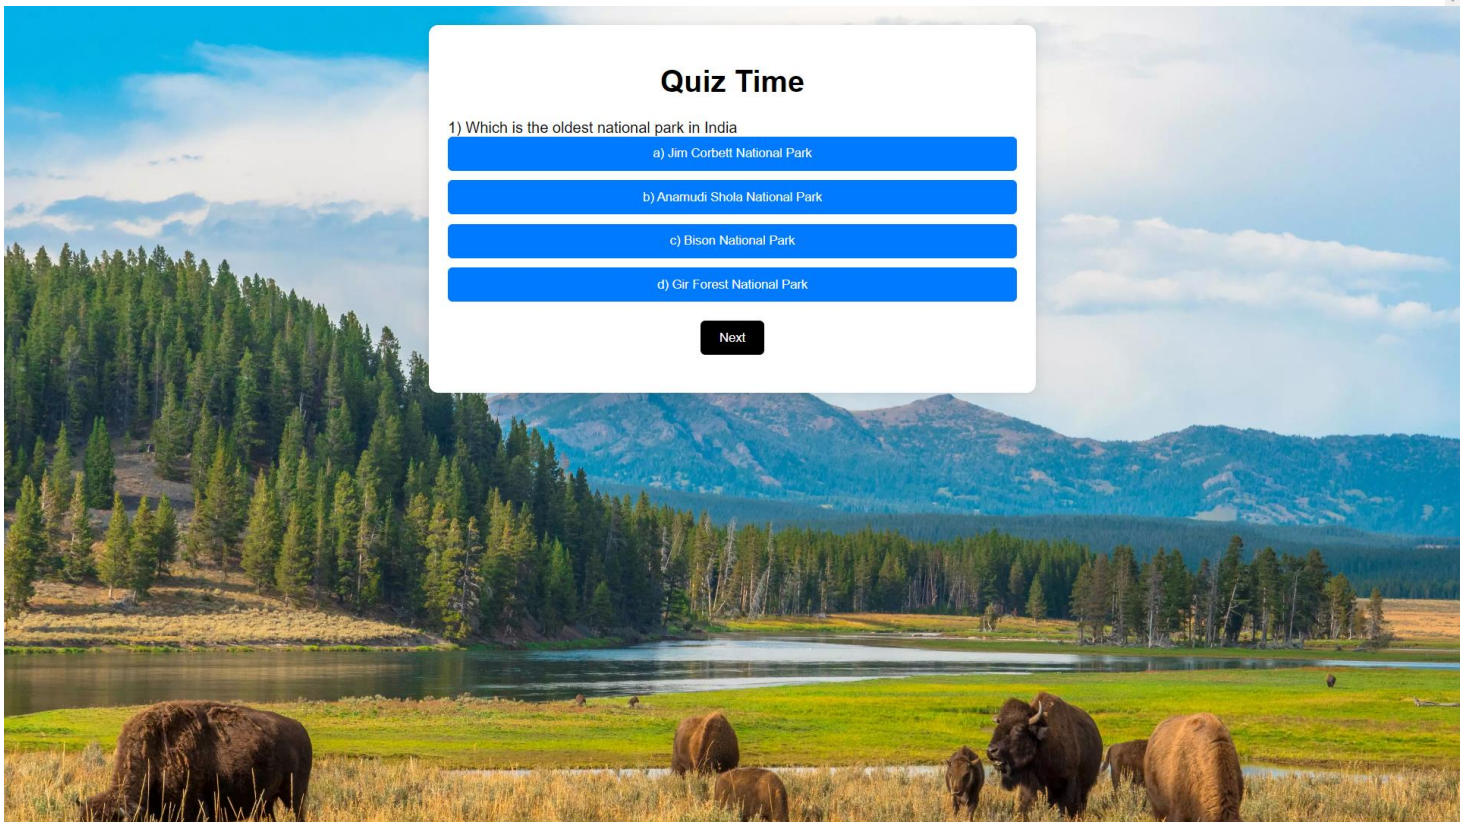 Quiz Time
1) Which is the oldest national park in India
a) Jim Corbett National Park
b) Anamudi Shola National Park
c) Bison National Park
d) Gir Forest National Park
Next